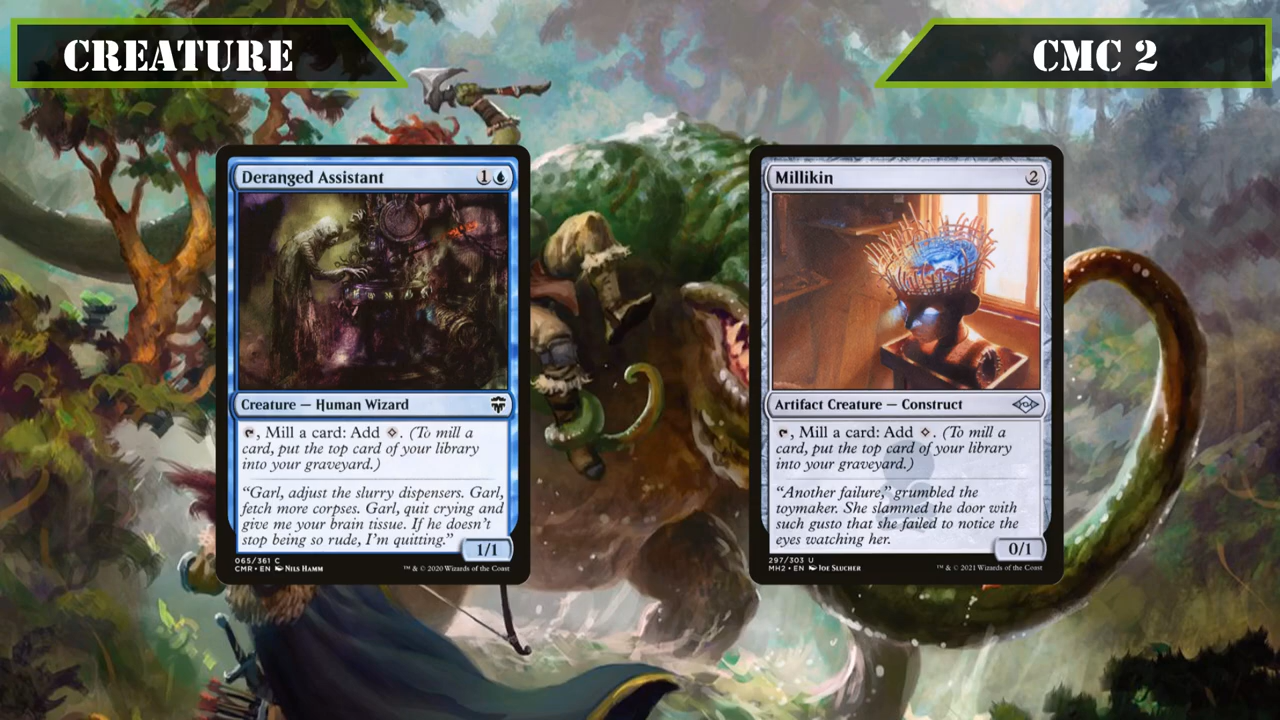 CREATURE
CMC 2
Deranged Assistant 1
Creature — Human Wizard
, Mill a card: Add . (To mill a
card, put the top card of your library
into your graveyard.)
“Garl, adjust the slurry dispensers. Garl,
fetch more corpses. Garl, quit crying and
give me your brain tissue. If he doesn’t
stop being so rude, I’m quitting.”
1/1
065/361 C
CMR • EN Nils Hamm
™ & © 2020 Wizards of the Coast
Millikin 2
Artifact Creature — Construct
, Mill a card: Add . (To mill a
card, put the top card of your library
into your graveyard.)
“Another failure,” grumbled the
toymaker. She slammed the door with
such gusto that she failed to notice the
eyes watching her.
0/1
297/303 U
MH2 • EN Joe Slucher
™ & © 2021 Wizards of the Coast